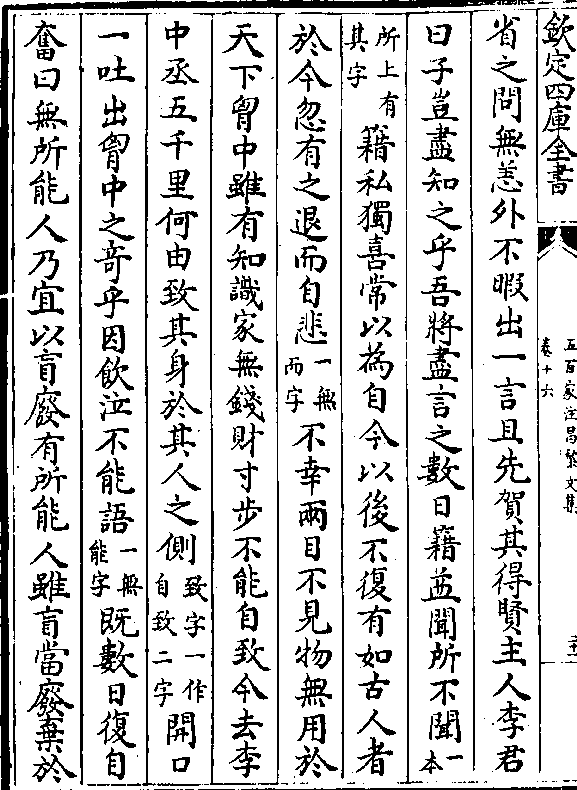 欽定四庫全書
五百家注昌黎文集
卷十六
省之問無恙外不暇出一言且先賀其得賢主人李君
曰子豈盡知之乎吾將盡言之數日籍益聞所不聞一本
所上有其字籍私獨喜常以為自今以後不復有如古人者
於今忽有之退而自悲一無而字不幸兩目不見物無用於
天下胷中雖有知識家無錢財寸步不能自致今去李
中丞五千里何由致其身於其人之側致字一作自致二字開口
一吐出胷中之竒乎因飲泣不能語一無能字既數日復自
奮曰無所能人乃宜以盲廢有所能人雖盲當廢棄於